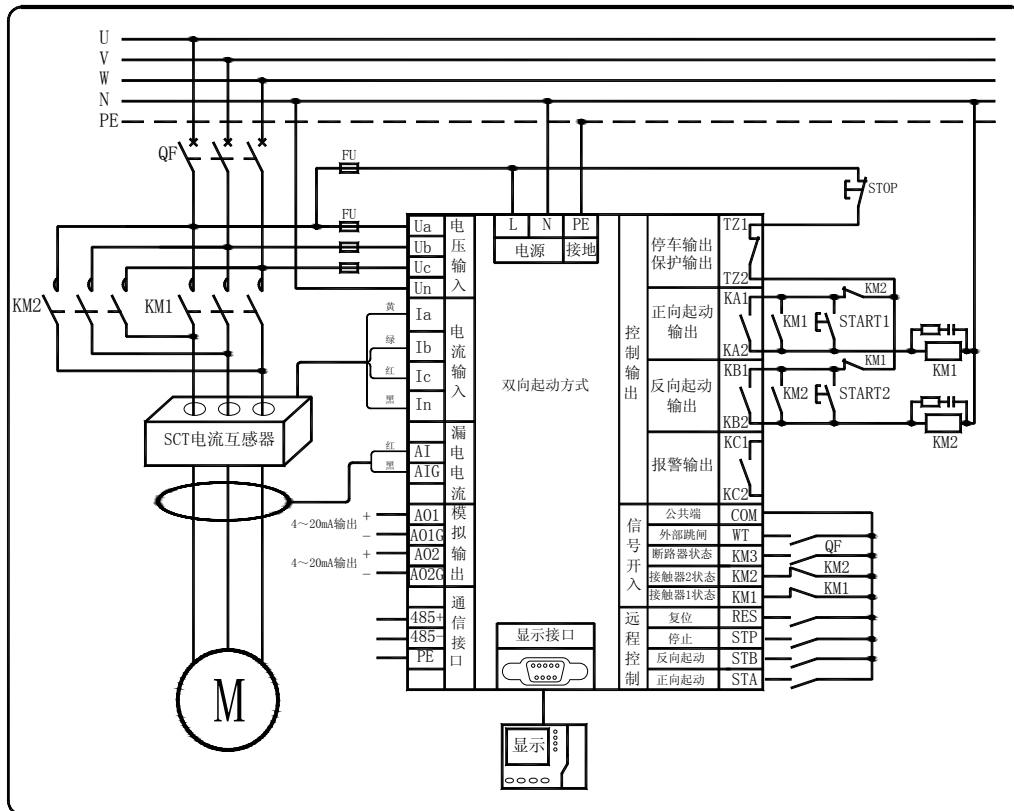 U
V
W
N
PE
QF
FU
STOP
FU
Ua
Ub
Uc
Un
电压输入
L
N
PE
电源
接地
停车输出
保护输出
TZ1
TZ2
KM2
KM1
黄
绿
红
黑
Ia
Ib
Ic
In
电流输入
双向起动方式
控制输出
正向起动
输出
KA1
KA2
KM1
START1
KM2
KM1
反向起动
输出
KB1
KB2
KM2
START2
KM1
KM2
SCT电流互感器
红
黑
AI
AIG
漏电电流
报警输出
KC1
KC2
4～20mA输出
+
-
4～20mA输出
+
-
AO1
AO1G
AO2
AO2G
模拟输出
信号开入
公共端
COM
外部跳闸
WT
断路器状态
KM3
QF
接触器2状态
KM2
KM2
接触器1状态
KM1
KM1
485+
485-
PE
通信接口
显示接口
远程控制
复位
RES
停止
STP
反向起动
STB
正向起动
STA
M
显示